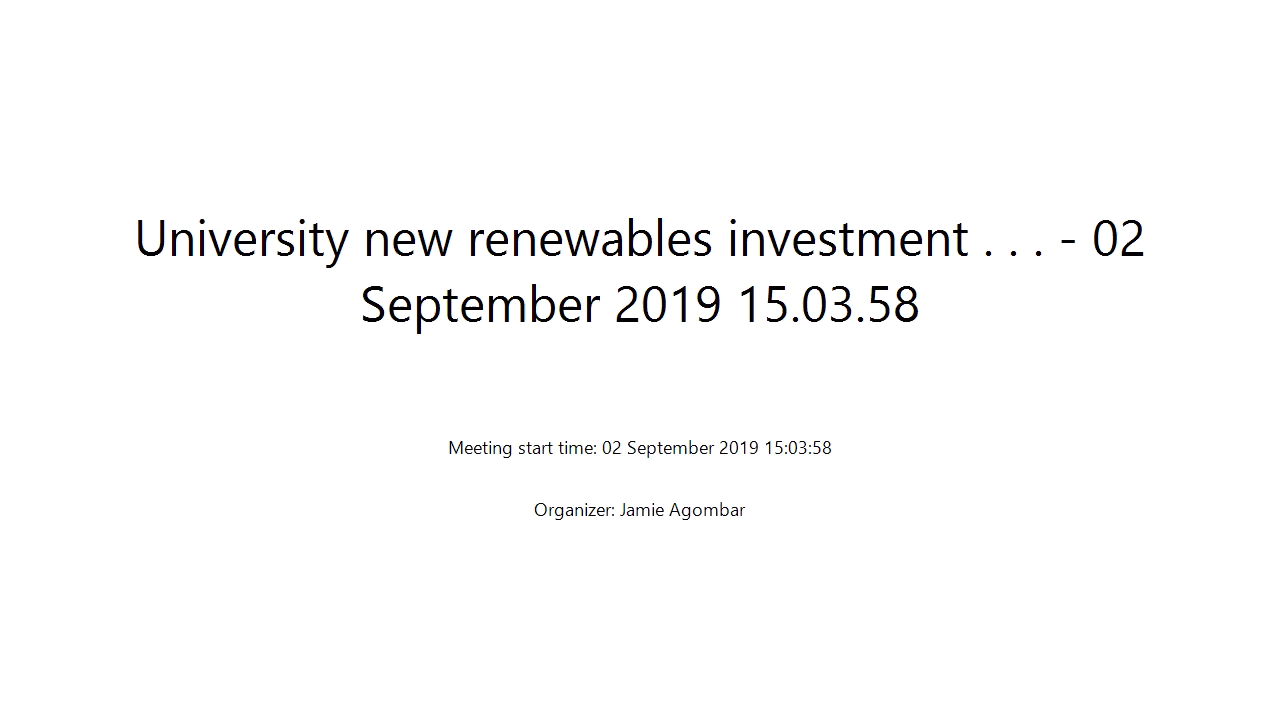 University new renewables investment . . . - 02
September 2019 15.03.58
Meeting start time: 02 September 2019 15:03:58
Organizer: Jamie Agombar